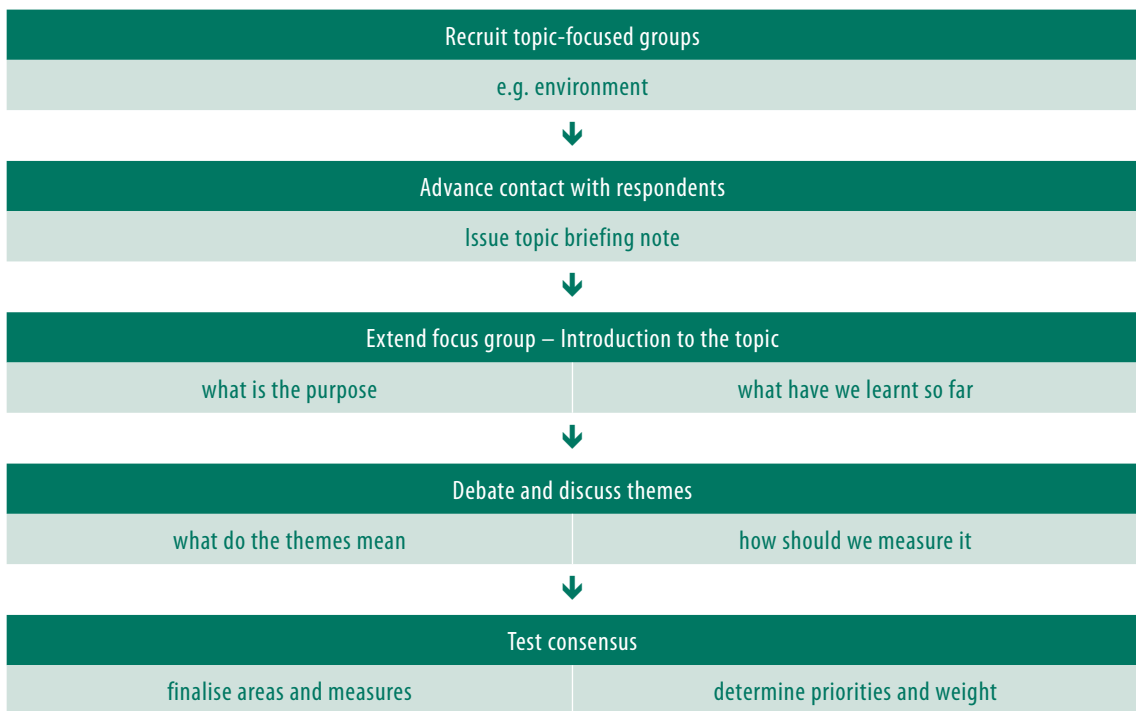 Recruit topic-focused groups
e.g. environment
Advance contact with respondents
Issue topic briefing note
Extend focus group – Introduction to the topic
what is the purpose
what have we learnt so far
Debate and discuss themes
what do the themes mean
how should we measure it
Test consensus
finalise areas and measures
determine priorities and weight